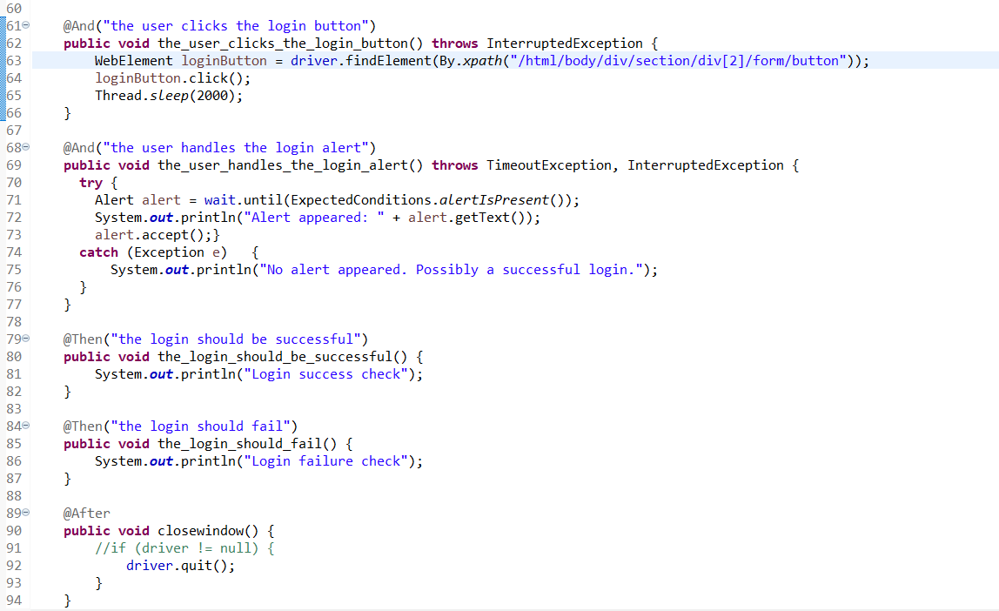 60
61 @And("the user clicks the login button")
62 public void the_user_clicks_the_login_button() throws InterruptedException {
63 WebElement loginButton = driver.findElement(By.xpath("/html/body/div/section/div[2]/form/button"));
64 loginButton.click();
65 Thread.sleep(2000);
66 }
67
68 @And("the user handles the login alert")
69 public void the_user_handles_the_login_alert() throws TimeoutException, InterruptedException {
70 try {
71 Alert alert = wait.until(ExpectedConditions.alertIsPresent());
72 System.out.println("Alert appeared: " + alert.getText());
73 alert.accept();}
74 catch (Exception e)   {
75 System.out.println("No alert appeared. Possibly a successful login.");
76 }
77 }
78
79 @Then("the login should be successful")
80 public void the_login_should_be_successful() {
81 System.out.println("Login success check");
82 }
83
84 @Then("the login should fail")
85 public void the_login_should_fail() {
86 System.out.println("Login failure check");
87 }
88
89 @After
90 public void closewindow() {
91 //if (driver != null) {
92 driver.quit();
93 }
94 }